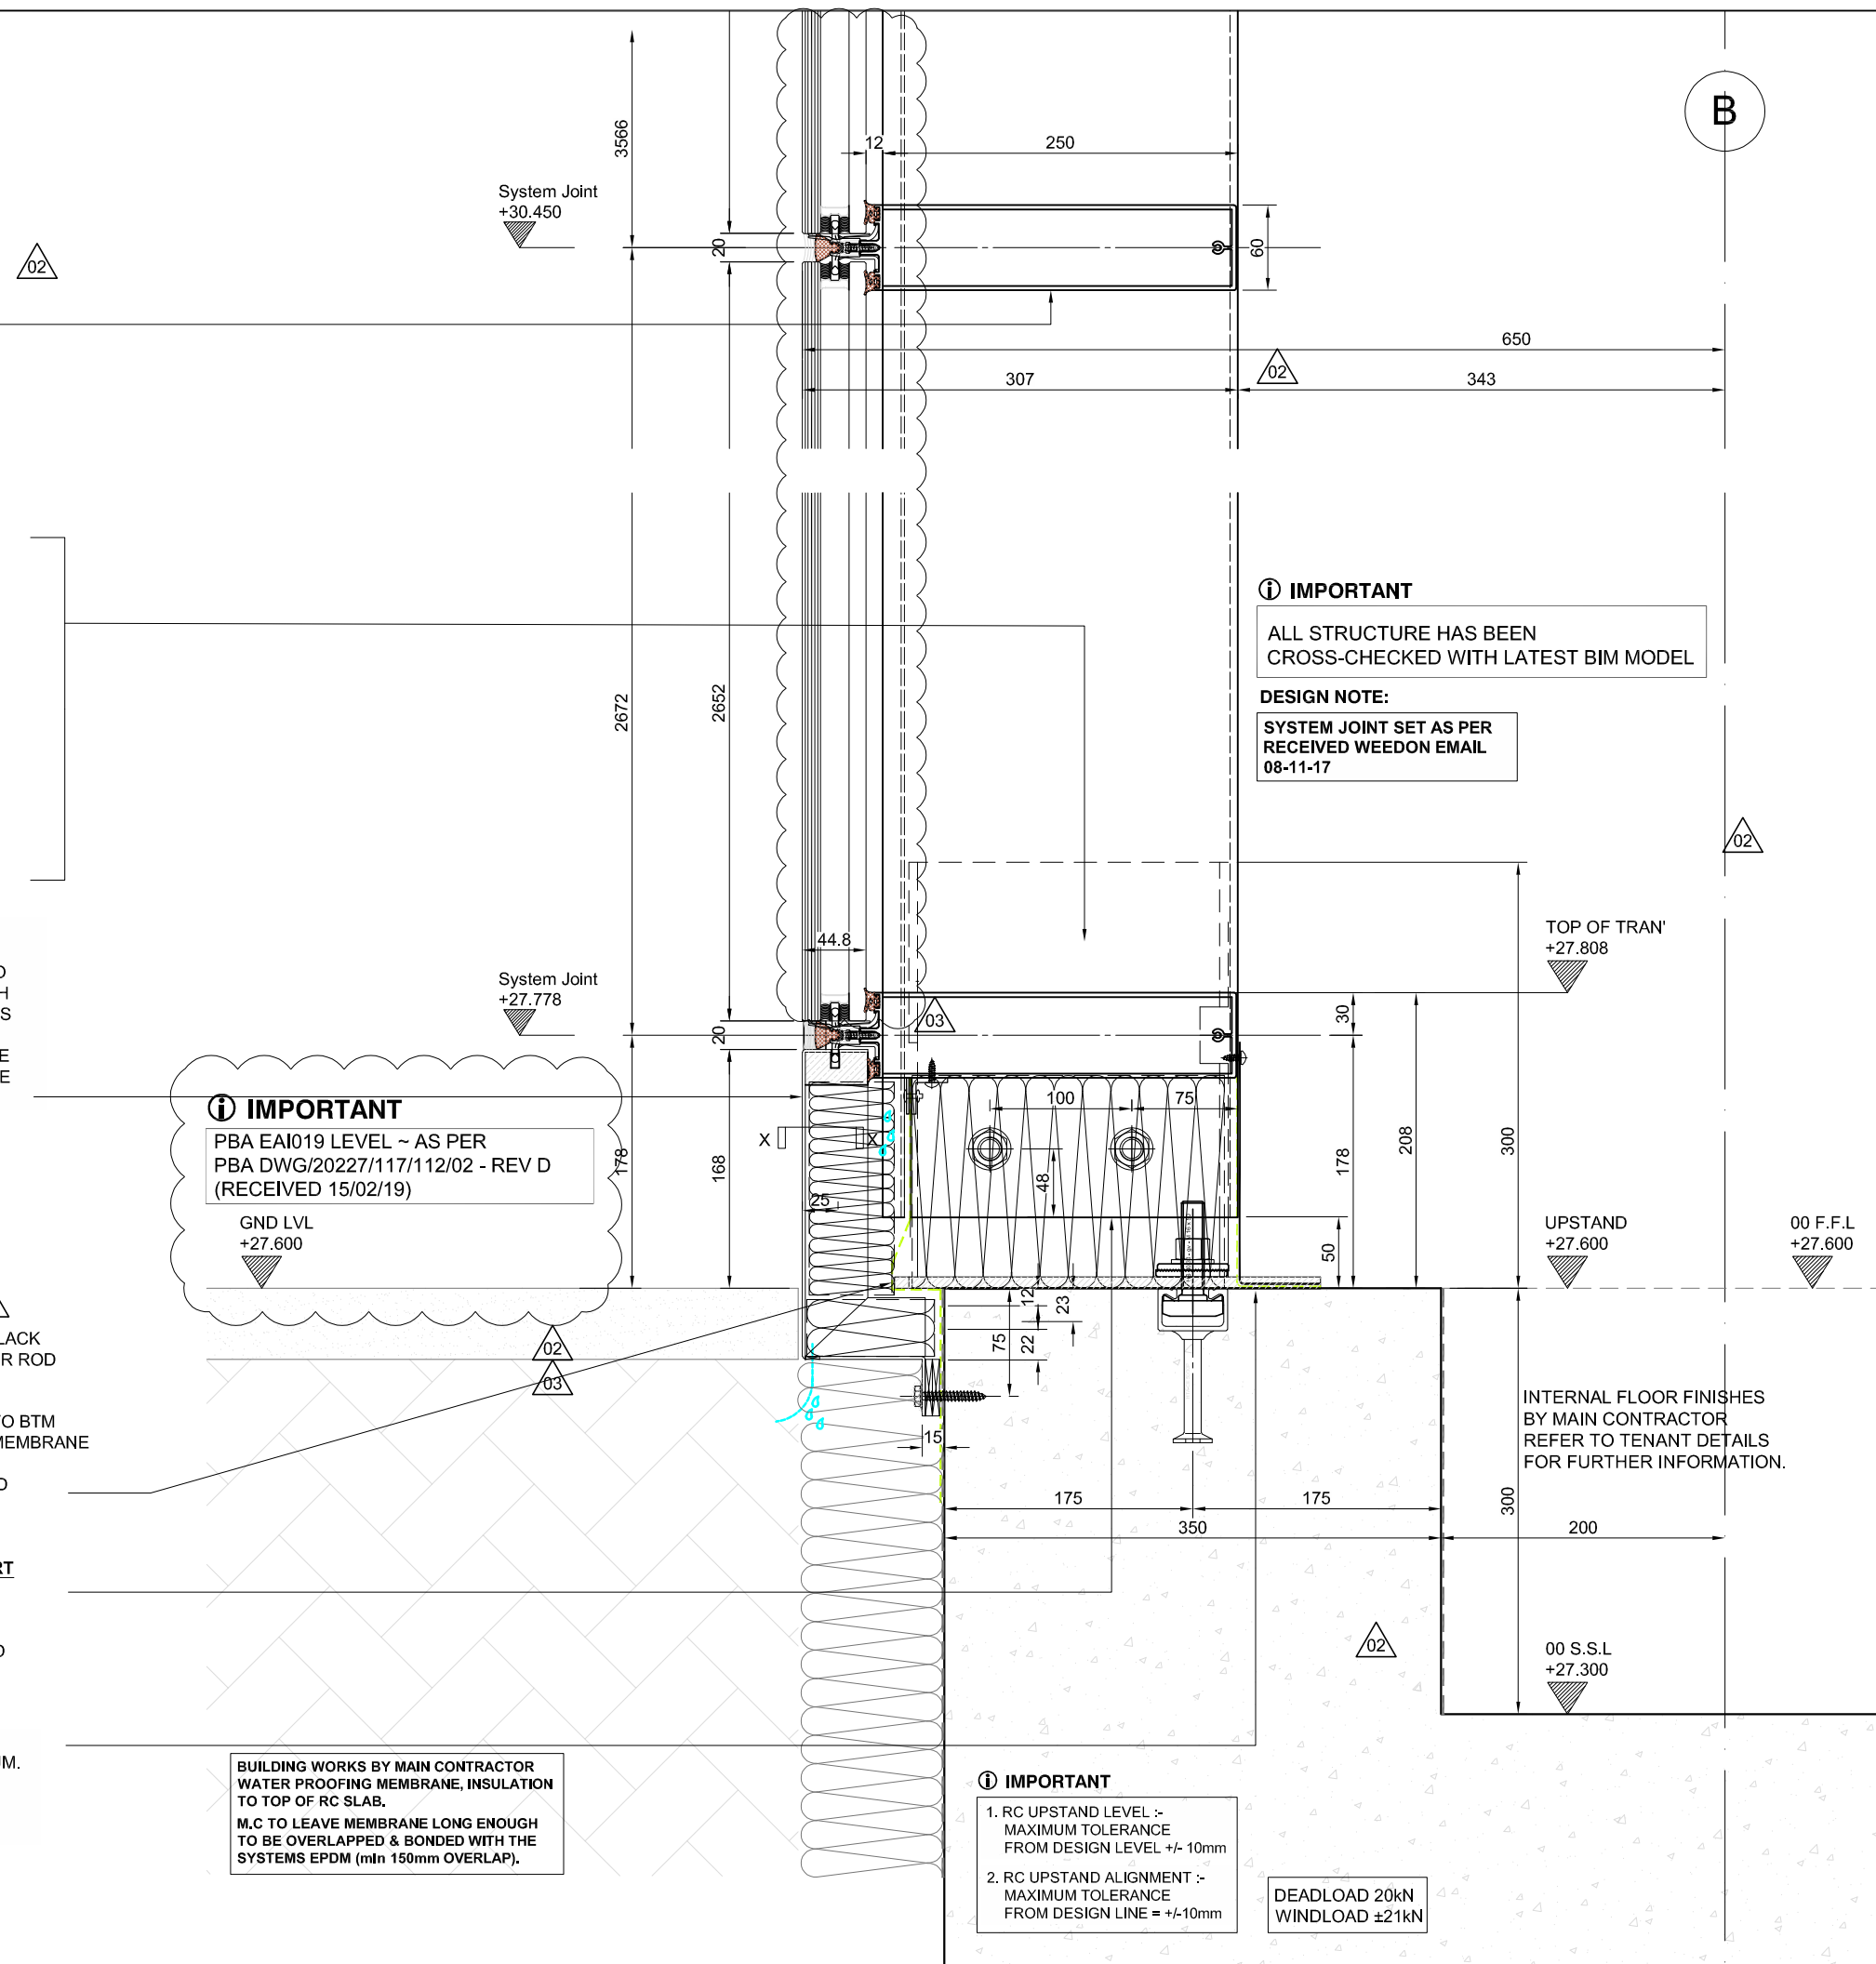 B
3566
12
250
System Joint
+30.450
20
60
02
650
307
02
343
ⓘ IMPORTANT
ALL STRUCTURE HAS BEEN
CROSS-CHECKED WITH LATEST BIM MODEL
DESIGN NOTE:
SYSTEM JOINT SET AS PER
RECEIVED WEEDON EMAIL
08-11-17
2672
2652
02
TOP OF TRAN'
+27.808
44.8
System Joint
+27.778
03
20
30
ⓘ IMPORTANT
PBA EAI019 LEVEL ~ AS PER
PBA DWG/20227/117/112/02 - REV D
(RECEIVED 15/02/19)
GND LVL
+27.600
178
168
X
X
25
100
75
48
178
208
300
50
UPSTAND
+27.600
00 F.F.L
+27.600
12
23
22
75
02
03
LACK
R ROD
TO BTM
MEMBRANE
15
INTERNAL FLOOR FINISHES
BY MAIN CONTRACTOR
REFER TO TENANT DETAILS
FOR FURTHER INFORMATION.
175
175
350
200
300
RT
02
00 S.S.L
+27.300
UM.
BUILDING WORKS BY MAIN CONTRACTOR
WATER PROOFING MEMBRANE, INSULATION
TO TOP OF RC SLAB.
M.C TO LEAVE MEMBRANE LONG ENOUGH
TO BE OVERLAPPED & BONDED WITH THE
SYSTEMS EPDM (min 150mm OVERLAP).
ⓘ IMPORTANT
1. RC UPSTAND LEVEL :-
MAXIMUM TOLERANCE
FROM DESIGN LEVEL +/- 10mm
2. RC UPSTAND ALIGNMENT :-
MAXIMUM TOLERANCE
FROM DESIGN LINE = +/-10mm
DEADLOAD 20kN
WINDLOAD ±21kN